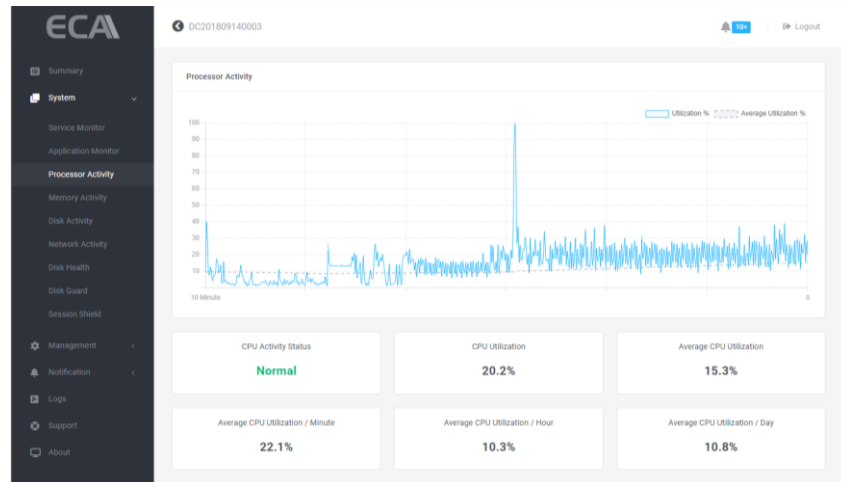 ECA
DC201809140003
10+
Logout
Summary
System
Service Monitor
Application Monitor
Processor Activity
Memory Activity
Disk Activity
Network Activity
Disk Health
Disk Guard
Session Shield
Management
Notification
Logs
Support
About
Processor Activity
Utilization %
Average Utilization %
100
90
80
70
60
50
40
30
20
10
10 Minute
0
CPU Activity Status
Normal
CPU Utilization
20.2%
Average CPU Utilization
15.3%
Average CPU Utilization / Minute
22.1%
Average CPU Utilization / Hour
10.3%
Average CPU Utilization / Day
10.8%